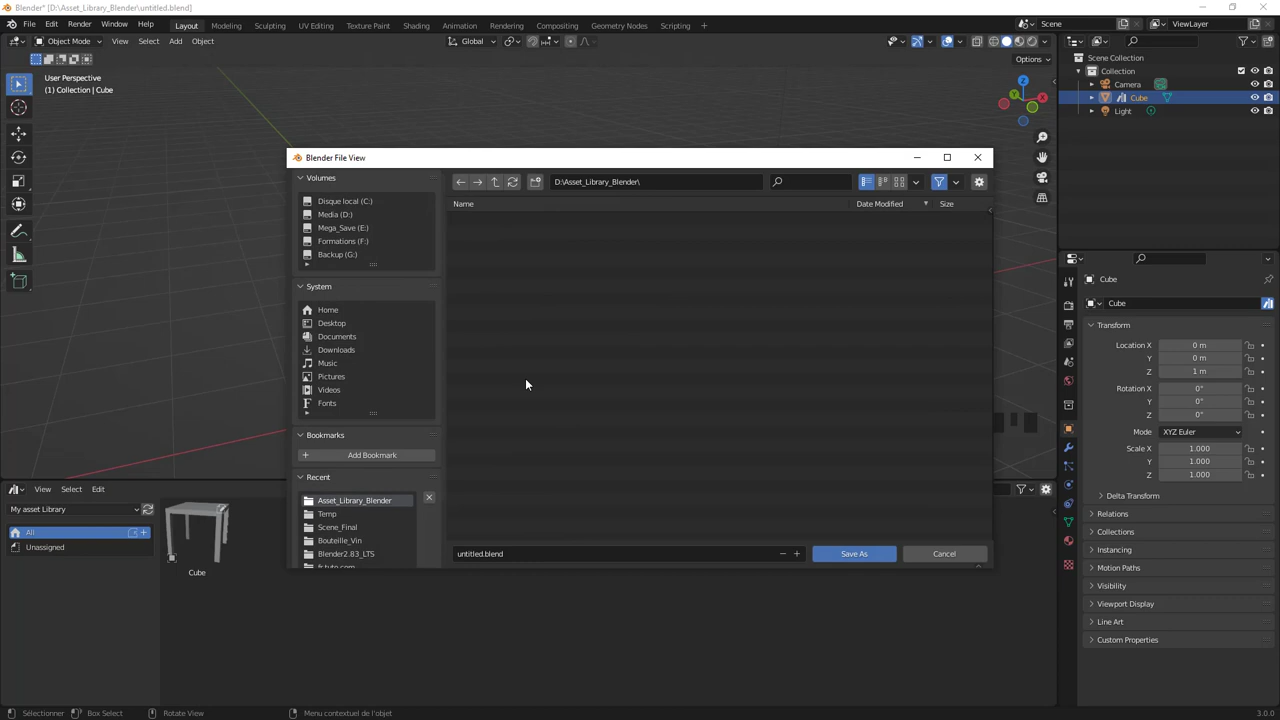 Blender* [D:\Asset_Library_Blender\untitled.blend]
File Edit Render Window Help Layout Modeling Sculpting UV Editing Texture Paint Shading Animation Rendering Compositing Geometry Nodes Scripting + Scene ViewLayer
Object Mode View Select Add Object Global
Options
User Perspective
(1) Collection | Cube
Scene Collection
Collection
Camera
Cube
Light
Z
Y
X
Blender File View
Volumes
Disque local (C:)
Media (D:)
Mega_Save (E:)
Formations (F:)
Backup (G:)
System
Home
Desktop
Documents
Downloads
Music
Pictures
Videos
Fonts
Bookmarks
Add Bookmark
Recent
Asset_Library_Blender
Temp
Scene_Final
Bouteille_Vin
Blender2.83_LTS
fr.tuto.com
D:\Asset_Library_Blender\
Name Date Modified Size
untitled.blend
Save As Cancel
Cube
Cube
Transform
Location X 0 m
Y 0 m
Z 1 m
Rotation X 0°
Y 0°
Z 0°
Mode XYZ Euler
Scale X 1.000
Y 1.000
Z 1.000
Delta Transform
Relations
Collections
Instancing
Motion Paths
Visibility
Viewport Display
Line Art
Custom Properties
View Select Edit
My asset Library
All
Unassigned
Cube
Sélectionner Box Select Rotate View Menu contextuel de l'objet 3.0.0